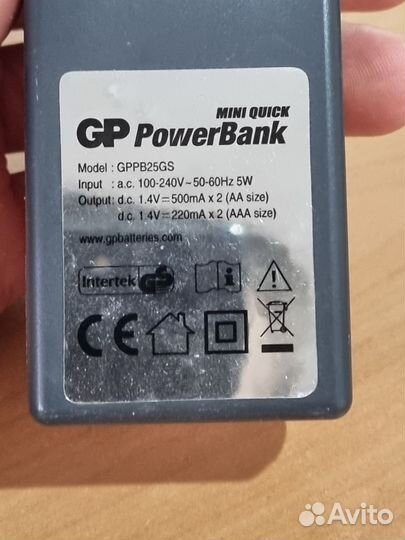 MINI QUICK
GP PowerBank
Model : GPPB25GS
Input : a.c. 100-240V ~ 50-60Hz 5W
Output: d.c. 1.4V ⎓ 500mA x 2 (AA size)
d.c. 1.4V ⎓ 220mA x 2 (AAA size)
www.gpbatteries.com
Intertek GS
i
!
CE
Avito